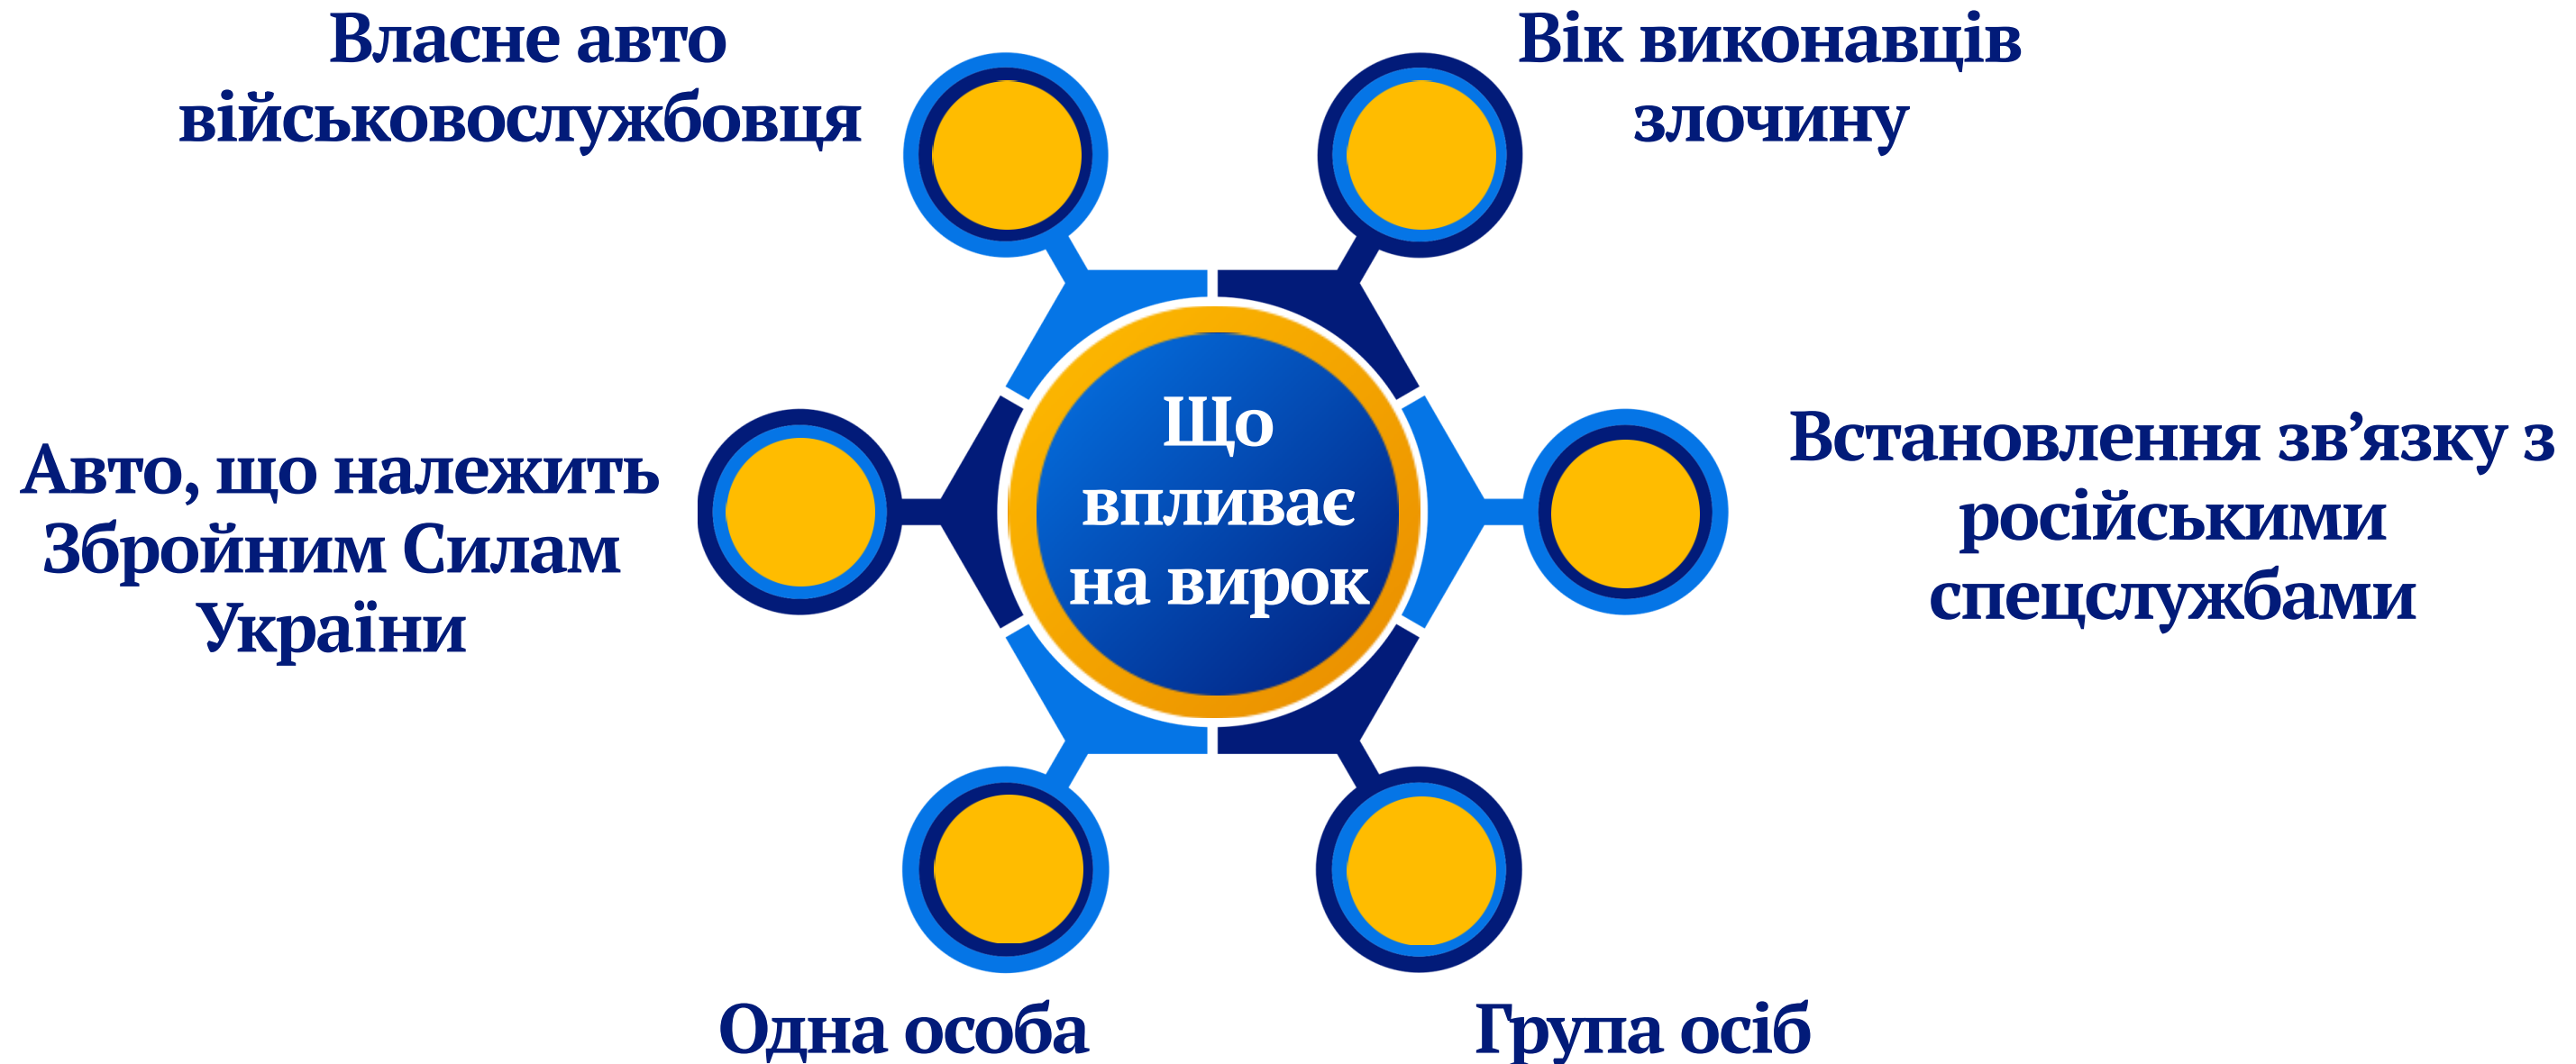 Власне авто
військовослужбовця
Вік виконавців
злочину
Авто, що належить
Збройним Силам
України
Що
впливає
на вирок
Встановлення зв’язку з
російськими
спецслужбами
Одна особа
Група осіб